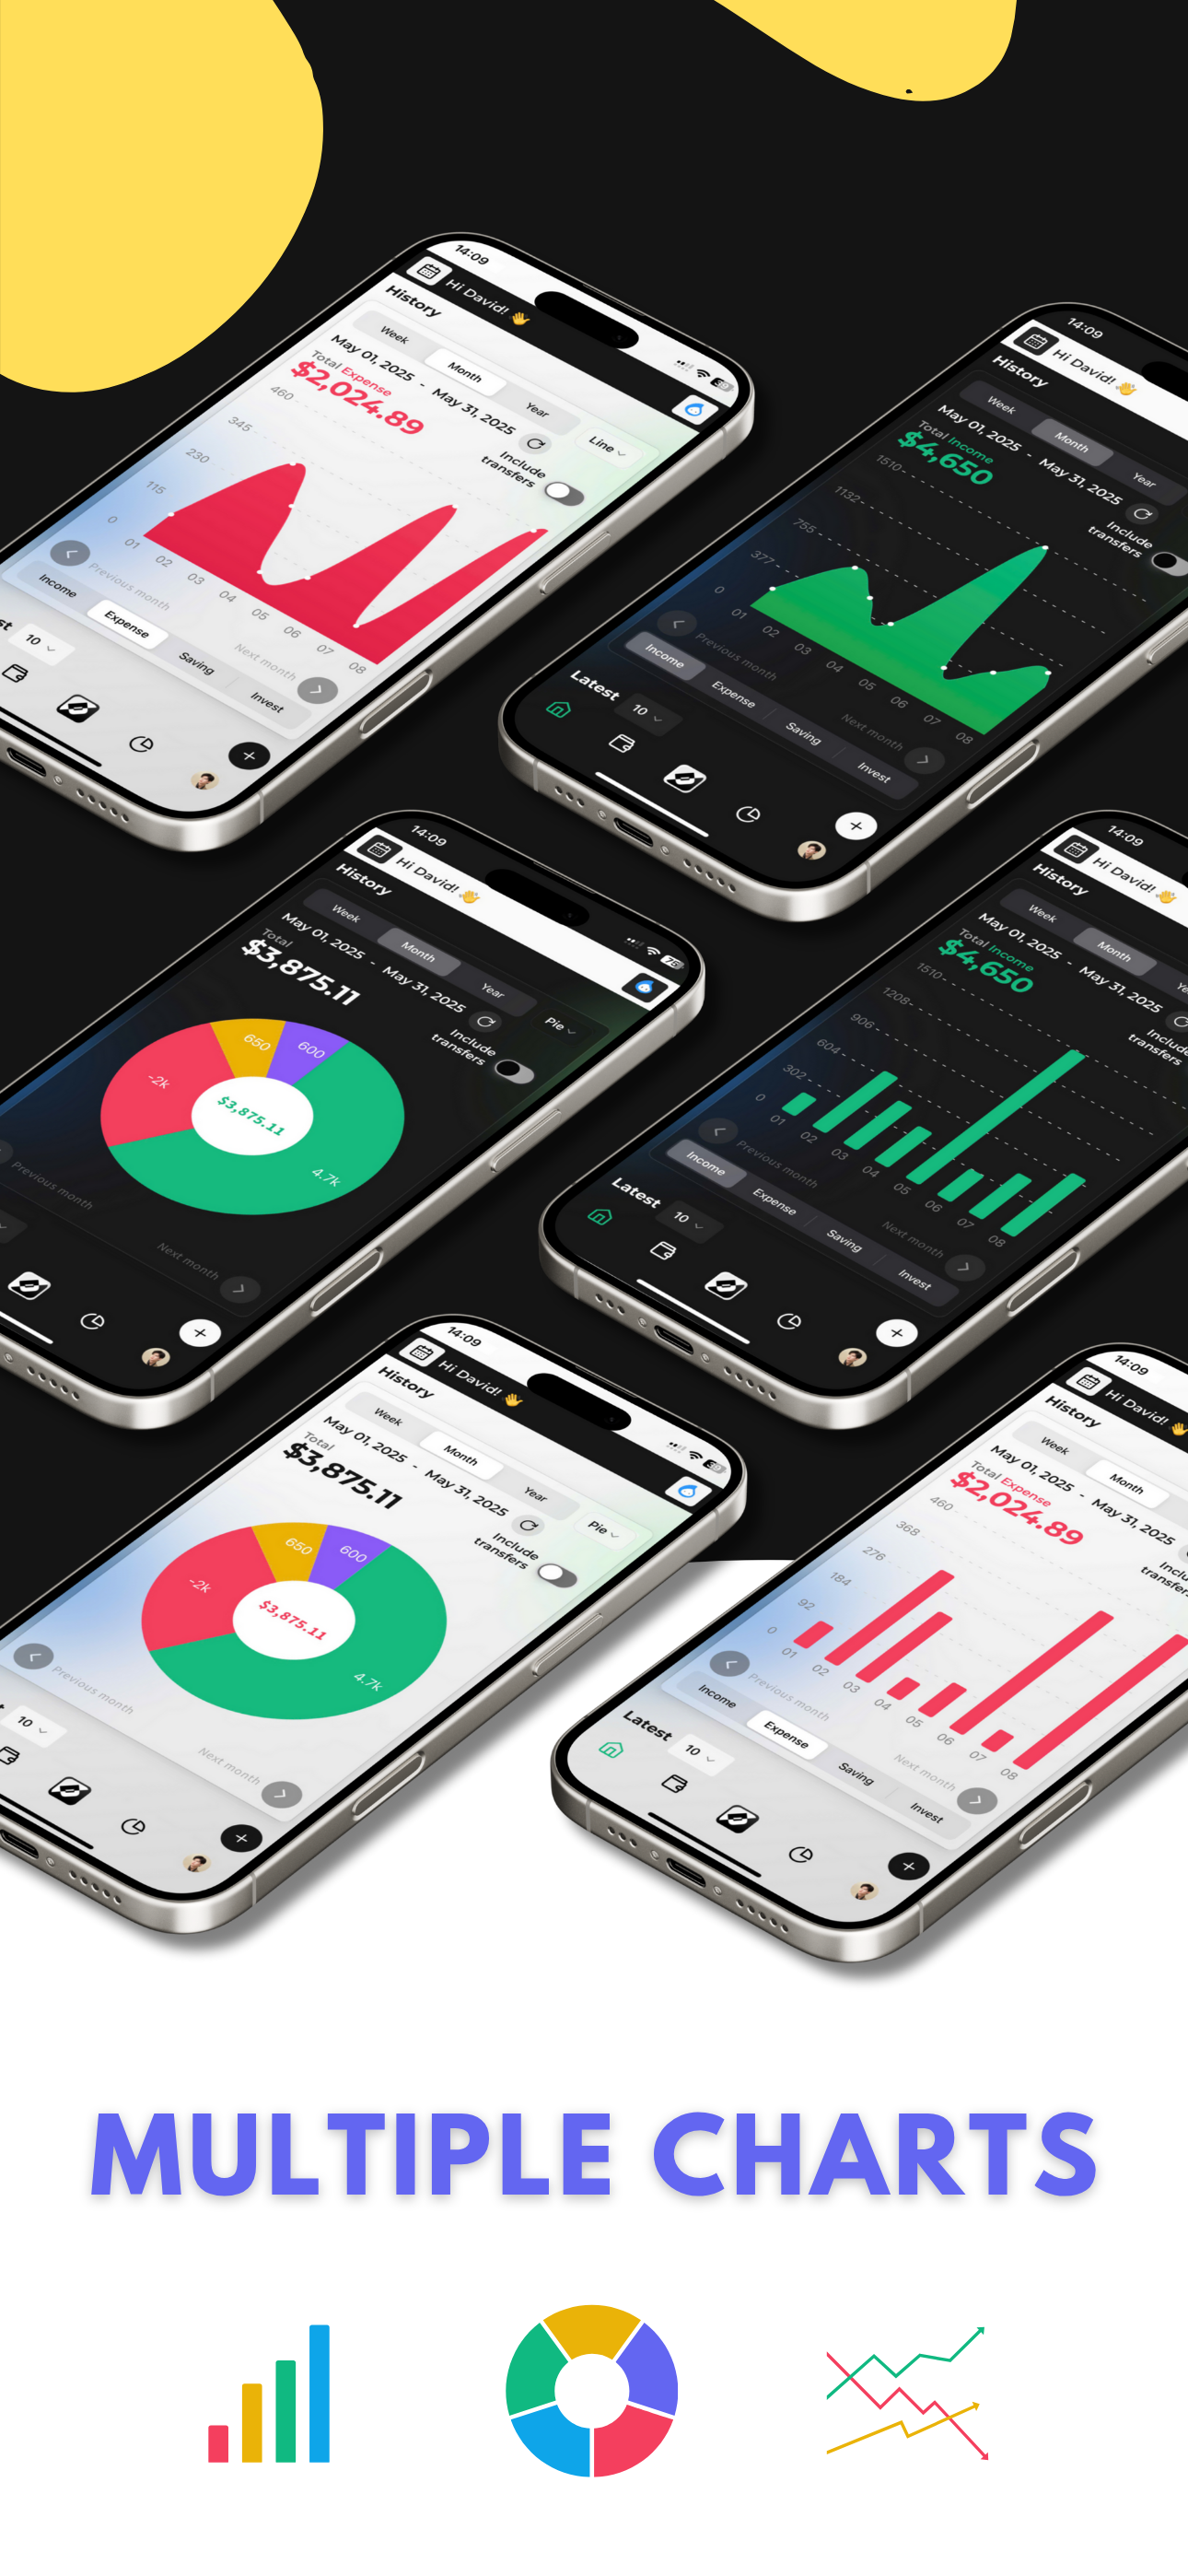 14:09
Hi David! 👋
History
Week Month Year
Line
May 01, 2025 - May 31, 2025
Total Expense
$2,024.89
Include transfers
460
345
230
115
0
01 02 03 04 05 06 07 08
Previous month
Next month
Income Expense Saving Invest
10
14:09
Hi David! 👋
History
Week Month Year
May 01, 2025 - May 31, 2025
Total Income
$4,650
Include transfers
1510
1132
755
377
0
01 02 03 04 05 06 07 08
Previous month
Next month
Income Expense Saving Invest
Latest 10
14:09
75
Hi David! 👋
History
Week Month Year
Pie
May 01, 2025 - May 31, 2025
Total
$3,875.11
Include transfers
650
600
-2k
$3,875.11
4.7k
Previous month
Next month
14:09
Hi David! 👋
History
Week Month
May 01, 2025 - May 31, 2025
Total Income
$4,650
transfers
1510
1208
906
604
302
0
01 02 03 04 05 06 07 08
Previous month
Next month
Income Expense Saving Invest
Latest 10
14:09
Hi David! 👋
History
Week Month Year
Pie
May 01, 2025 - May 31, 2025
Total
$3,875.11
Include transfers
650
600
-2k
$3,875.11
4.7k
Previous month
Next month
10
14:09
Hi David! 👋
History
Week Month
May 01, 2025 - May 31, 2025
Total Expense
$2,024.89
460
368
276
184
92
0
01 02 03 04 05 06 07 08
Previous month
Next month
Income Expense Saving Invest
Latest 10
MULTIPLE CHARTS